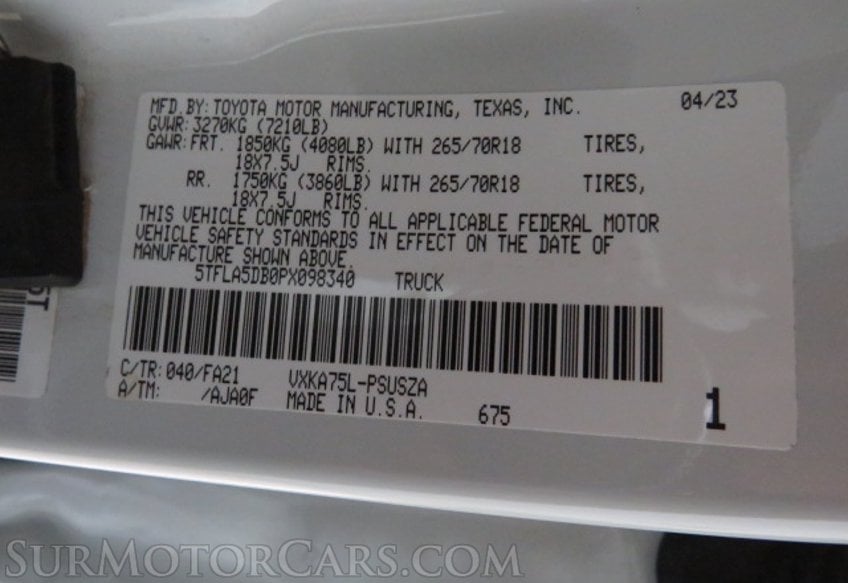 MFD.BY: TOYOTA MOTOR MANUFACTURING, TEXAS, INC. 04/23
GVWR: 3270KG (7210LB)
GAWR: FRT. 1850KG (4080LB) WITH 265/70R18 TIRES,
18X7.5J RIMS.
RR. 1750KG (3860LB) WITH 265/70R18 TIRES,
18X7.5J RIMS.
THIS VEHICLE CONFORMS TO ALL APPLICABLE FEDERAL MOTOR
VEHICLE SAFETY STANDARDS IN EFFECT ON THE DATE OF
MANUFACTURE SHOWN ABOVE.
5TFLA5DB0PX098340 TRUCK
C/TR: 040/FA21 VXKA75L-PSUSZA
A/TM: /AJA0F MADE IN U.S.A. 675 1
SURMOTORCARS.COM